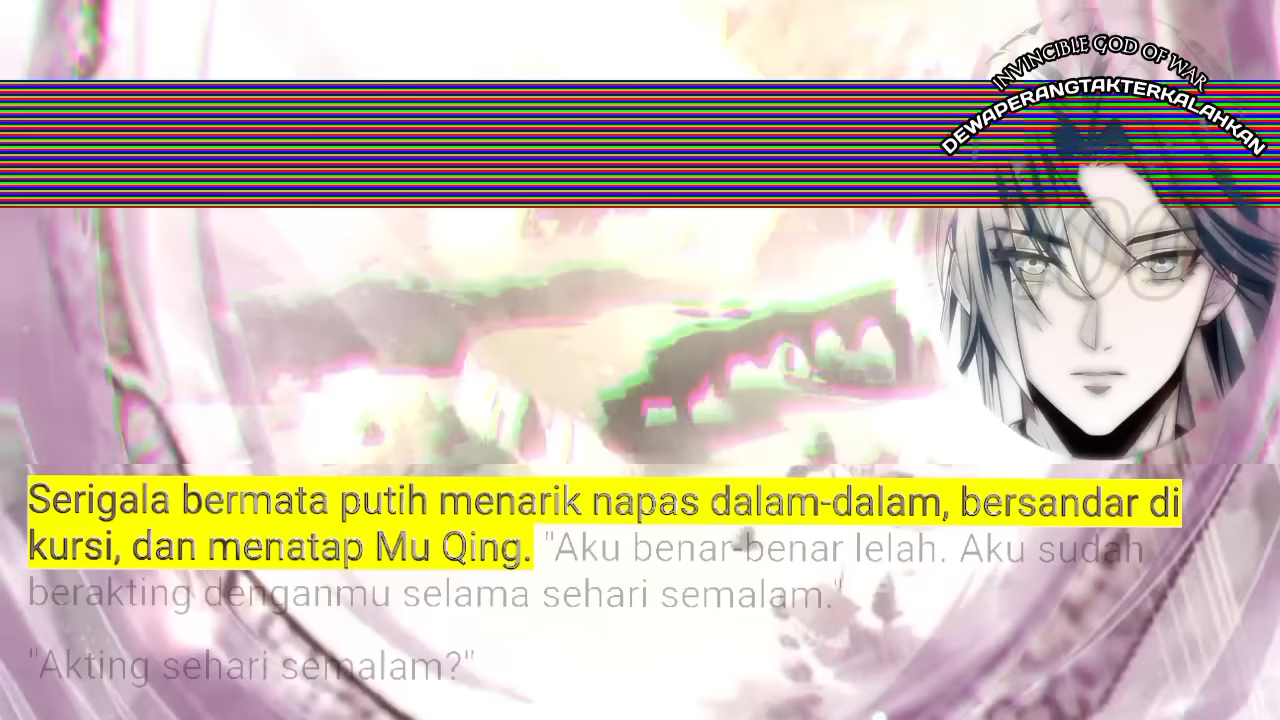 INVINCIBLE GOD OF WAR
DEWAPERANGTAKTERKALAHKAN
Serigala bermata putih menarik napas dalam-dalam, bersandar di
kursi, dan menatap Mu Qing. "Aku benar-benar lelah. Aku sudah
berakting denganmu selama sehari semalam."
"Akting sehari semalam?"